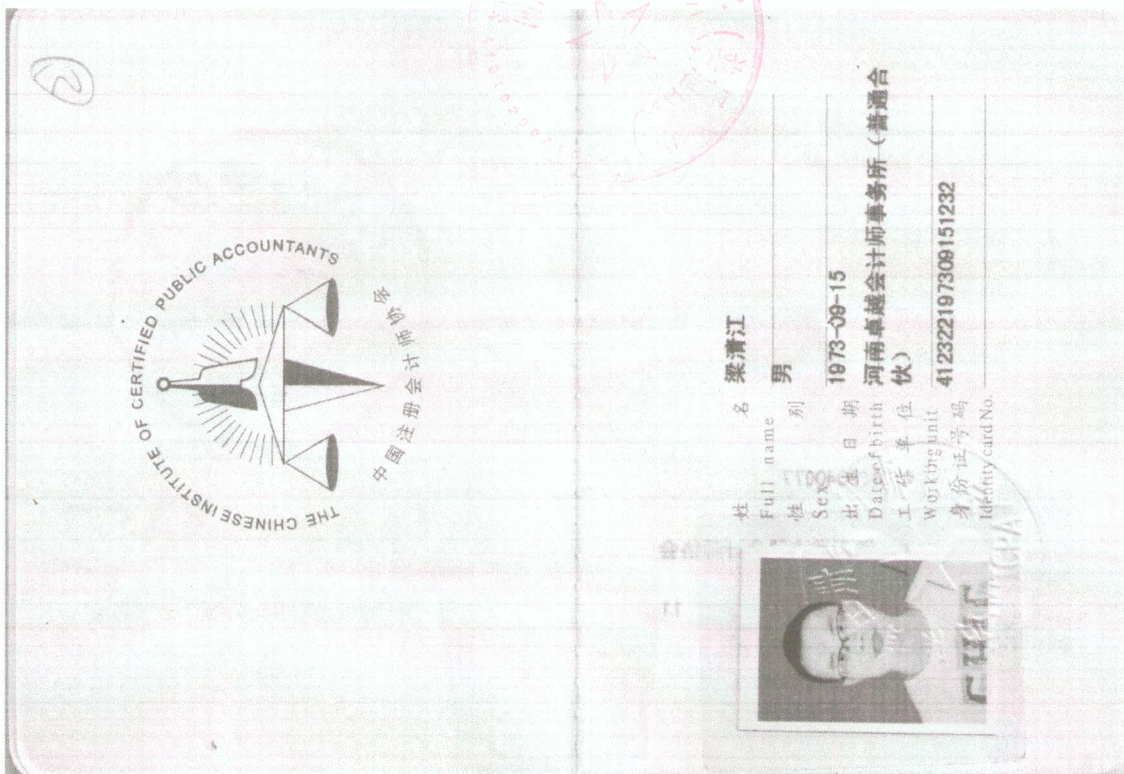 THE CHINESE INSTITUTE OF CERTIFIED PUBLIC ACCOUNTANTS
中国注册会计师协会
姓 名 梁清江
Full name
性 别 男
Sex
出 生 日 期 1973-09-15
Date of birth
工 作 单 位 河南卓越会计师事务所（普通合
Working unit 伙）
身份证号码 412322197309151232
Identity card No.